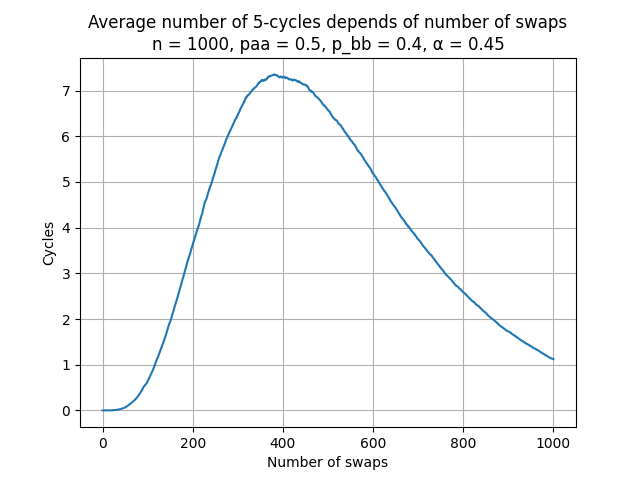 Average number of 5-cycles depends of number of swaps
n = 1000, paa = 0.5, p_bb = 0.4, α = 0.45
7
6
5
4
3
2
1
0
Cycles
0 200 400 600 800 1000
Number of swaps